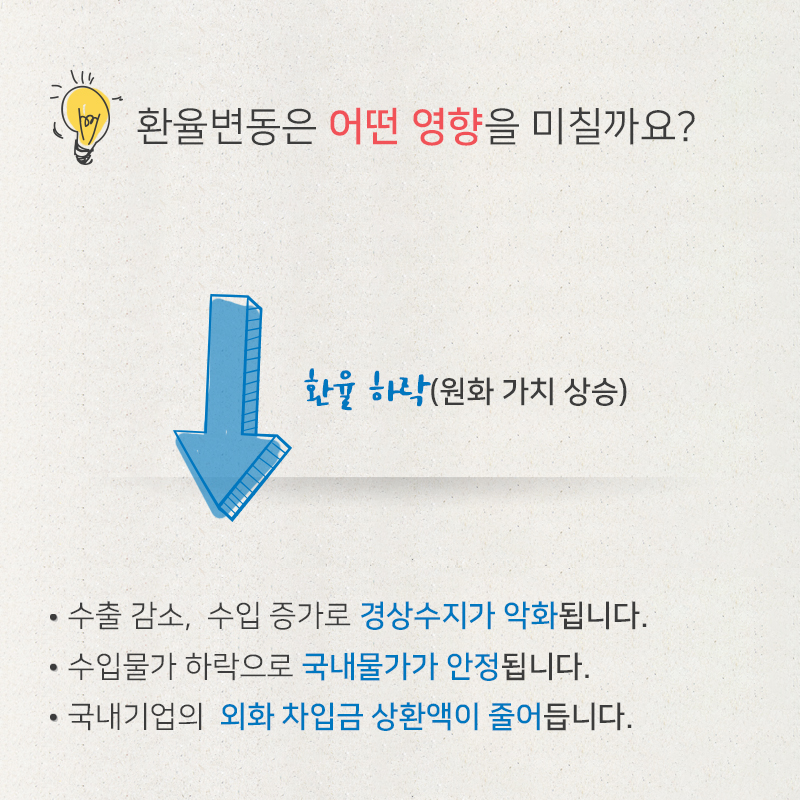 환율변동은 어떤 영향을 미칠까요?
환율 하락(원화 가치 상승)
• 수출 감소, 수입 증가로 경상수지가 악화됩니다.
• 수입물가 하락으로 국내물가가 안정됩니다.
• 국내기업의 외화 차입금 상환액이 줄어듭니다.